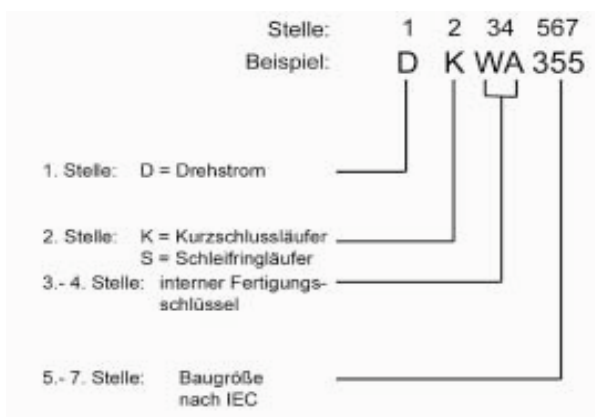 Stelle: 1 2 34 567
Beispiel: D K WA 355
1. Stelle: D = Drehstrom
2. Stelle: K = Kurzschlussläufer
S = Schleifringläufer
3.- 4. Stelle: interner Fertigungs-
schlüssel
5.- 7. Stelle: Baugröße
nach IEC